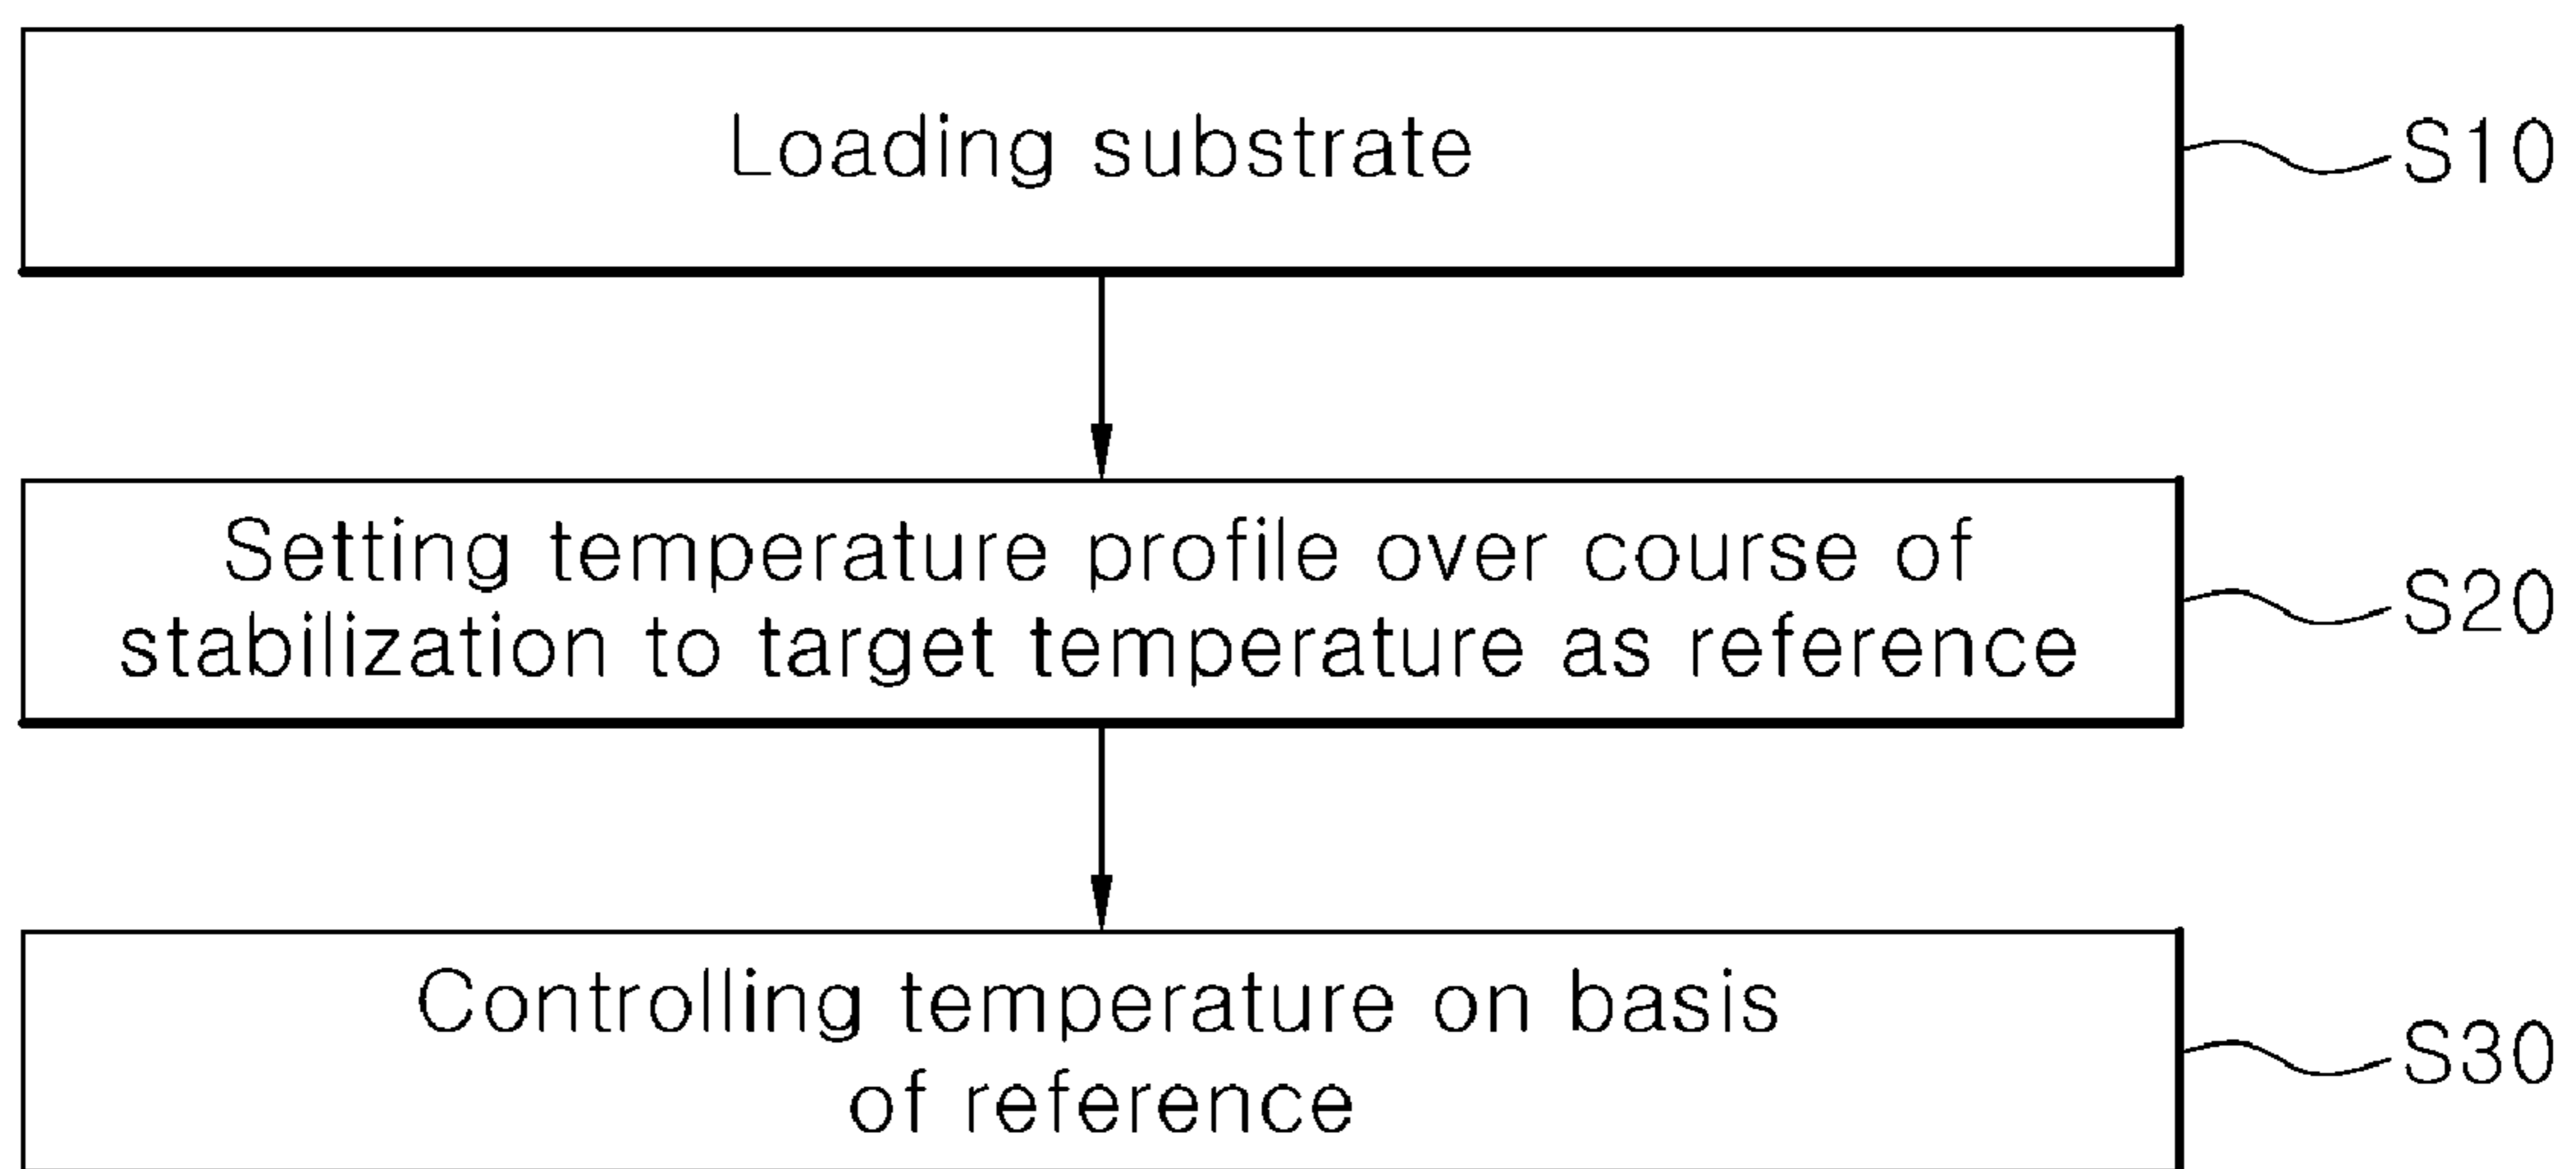 Loading substrate
S10
Setting temperature profile over course of
stabilization to target temperature as reference
S20
Controlling temperature on basis
of reference
S30